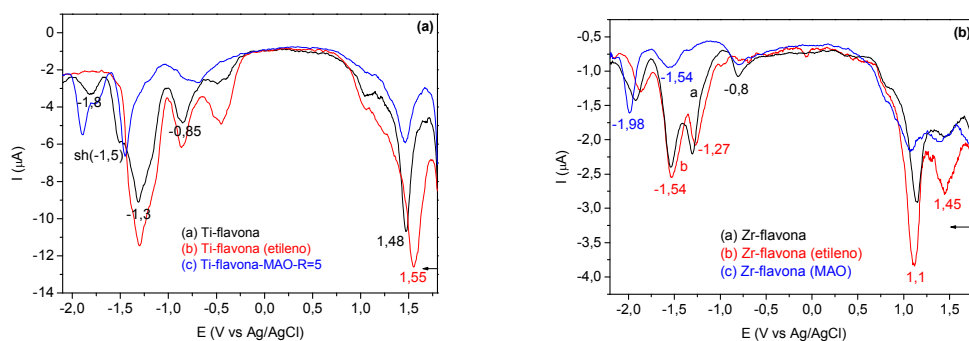 (a)
0
-2
-4
-6
-8
-10
-12
-14
I (μA)
-1,8
sh(-1,5)
-1,3
-0,85
1,48
1,55
(a) Ti-flavona
(b) Ti-flavona (etileno)
(c) Ti-flavona-MAO-R=5
-2,0 -1,5 -1,0 -0,5 0,0 0,5 1,0 1,5
E (V vs Ag/AgCl)
(b)
-0,5
-1,0
-1,5
-2,0
-2,5
-3,0
-3,5
-4,0
I (μA)
-1,54
a
-0,8
-1,98
-1,27
b
-1,54
1,45
1,1
(a) Zr-flavona
(b) Zr-flavona (etileno)
(c) Zr-flavona (MAO)
-2,0 -1,5 -1,0 -0,5 0,0 0,5 1,0 1,5
E (V vs Ag/AgCl)